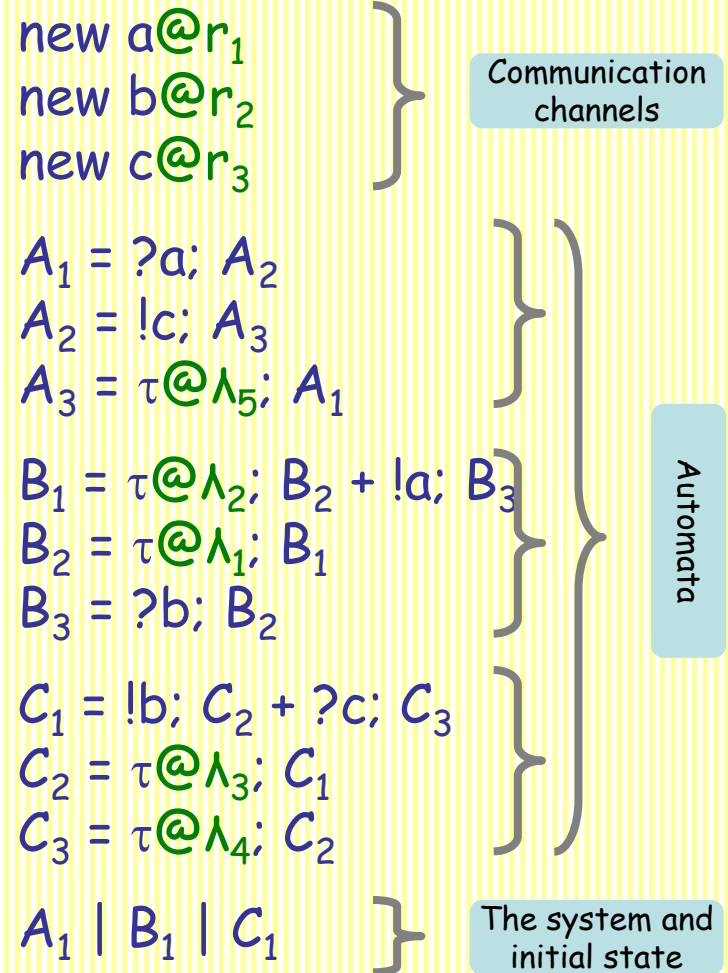 new a@r₁
new b@r₂
new c@r₃
Communication
channels
A₁ = ?a; A₂
A₂ = !c; A₃
A₃ = τ@λ₅; A₁
B₁ = τ@λ₂; B₂ + !a; B₃
B₂ = τ@λ₁; B₁
B₃ = ?b; B₂
C₁ = !b; C₂ + ?c; C₃
C₂ = τ@λ₃; C₁
C₃ = τ@λ₄; C₂
Automata
A₁ | B₁ | C₁
The system and
initial state